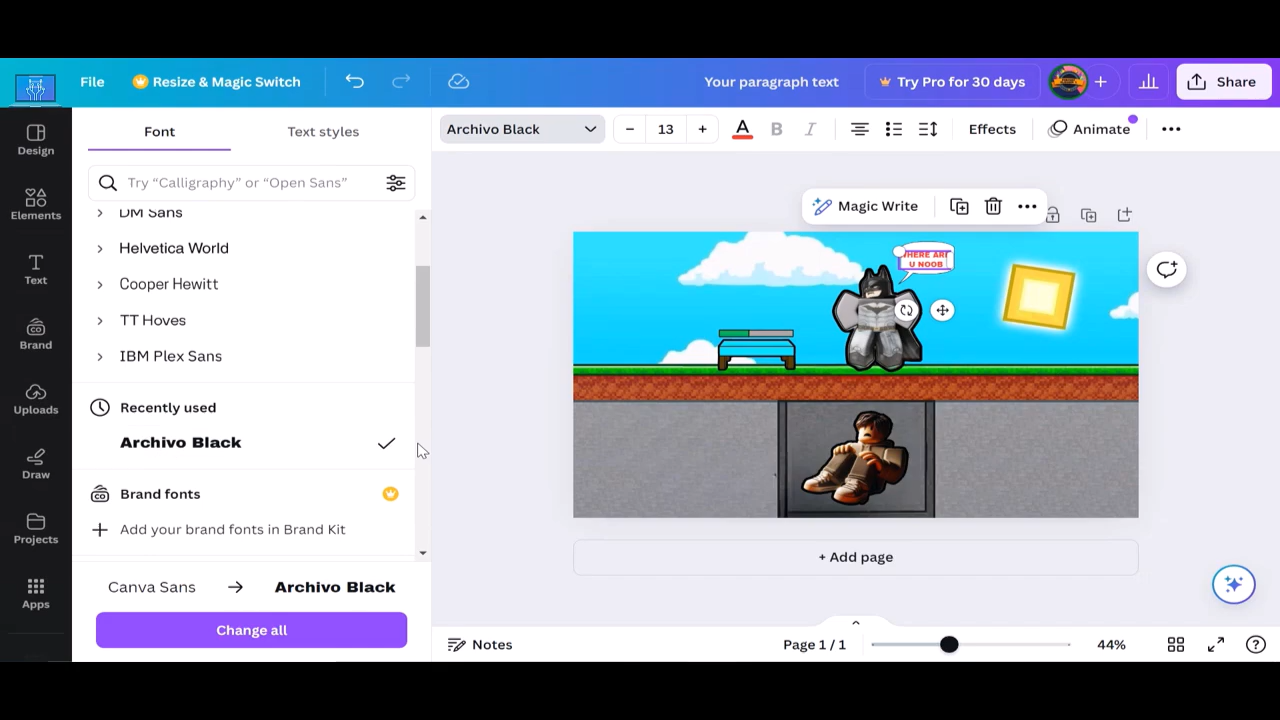 File
Resize & Magic Switch
Your paragraph text
Try Pro for 30 days
Share
Design
Elements
Text
Brand
Uploads
Draw
Projects
Apps
Font
Text styles
Try “Calligraphy” or “Open Sans”
DM Sans
Helvetica World
Cooper Hewitt
TT Hoves
IBM Plex Sans
Recently used
Archivo Black
Brand fonts
Add your brand fonts in Brand Kit
Canva Sans → Archivo Black
Change all
Archivo Black
– 13 +
A B I
Effects
Animate
Magic Write
HERE AR
U NOOB
+ Add page
Notes
Page 1 / 1
44%